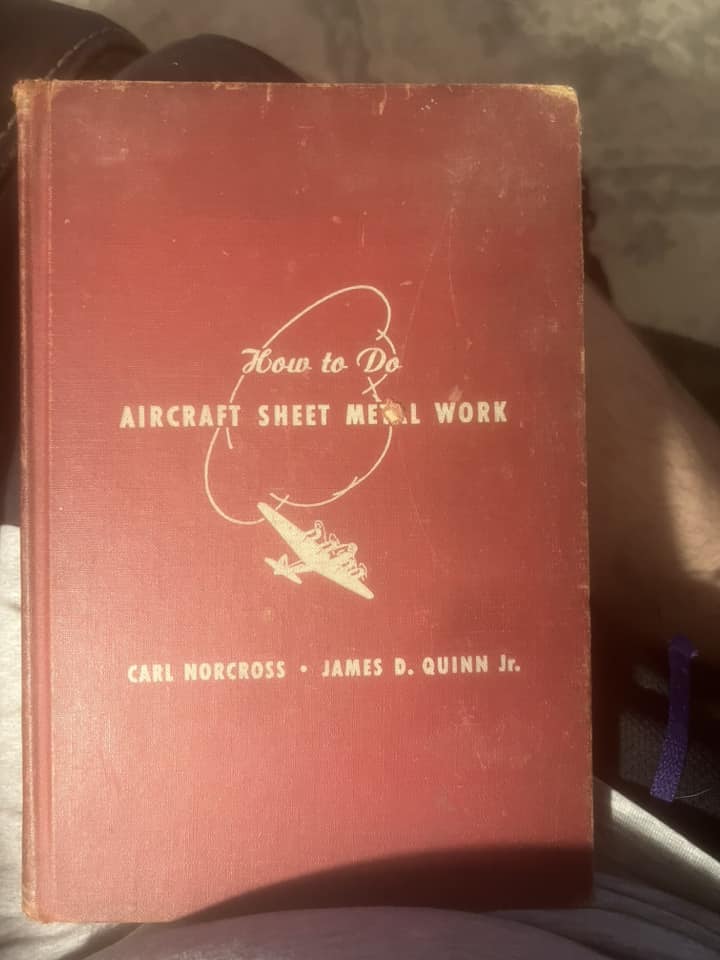 How to Do
AIRCRAFT SHEET METAL WORK
CARL NORCROSS • JAMES D. QUINN Jr.